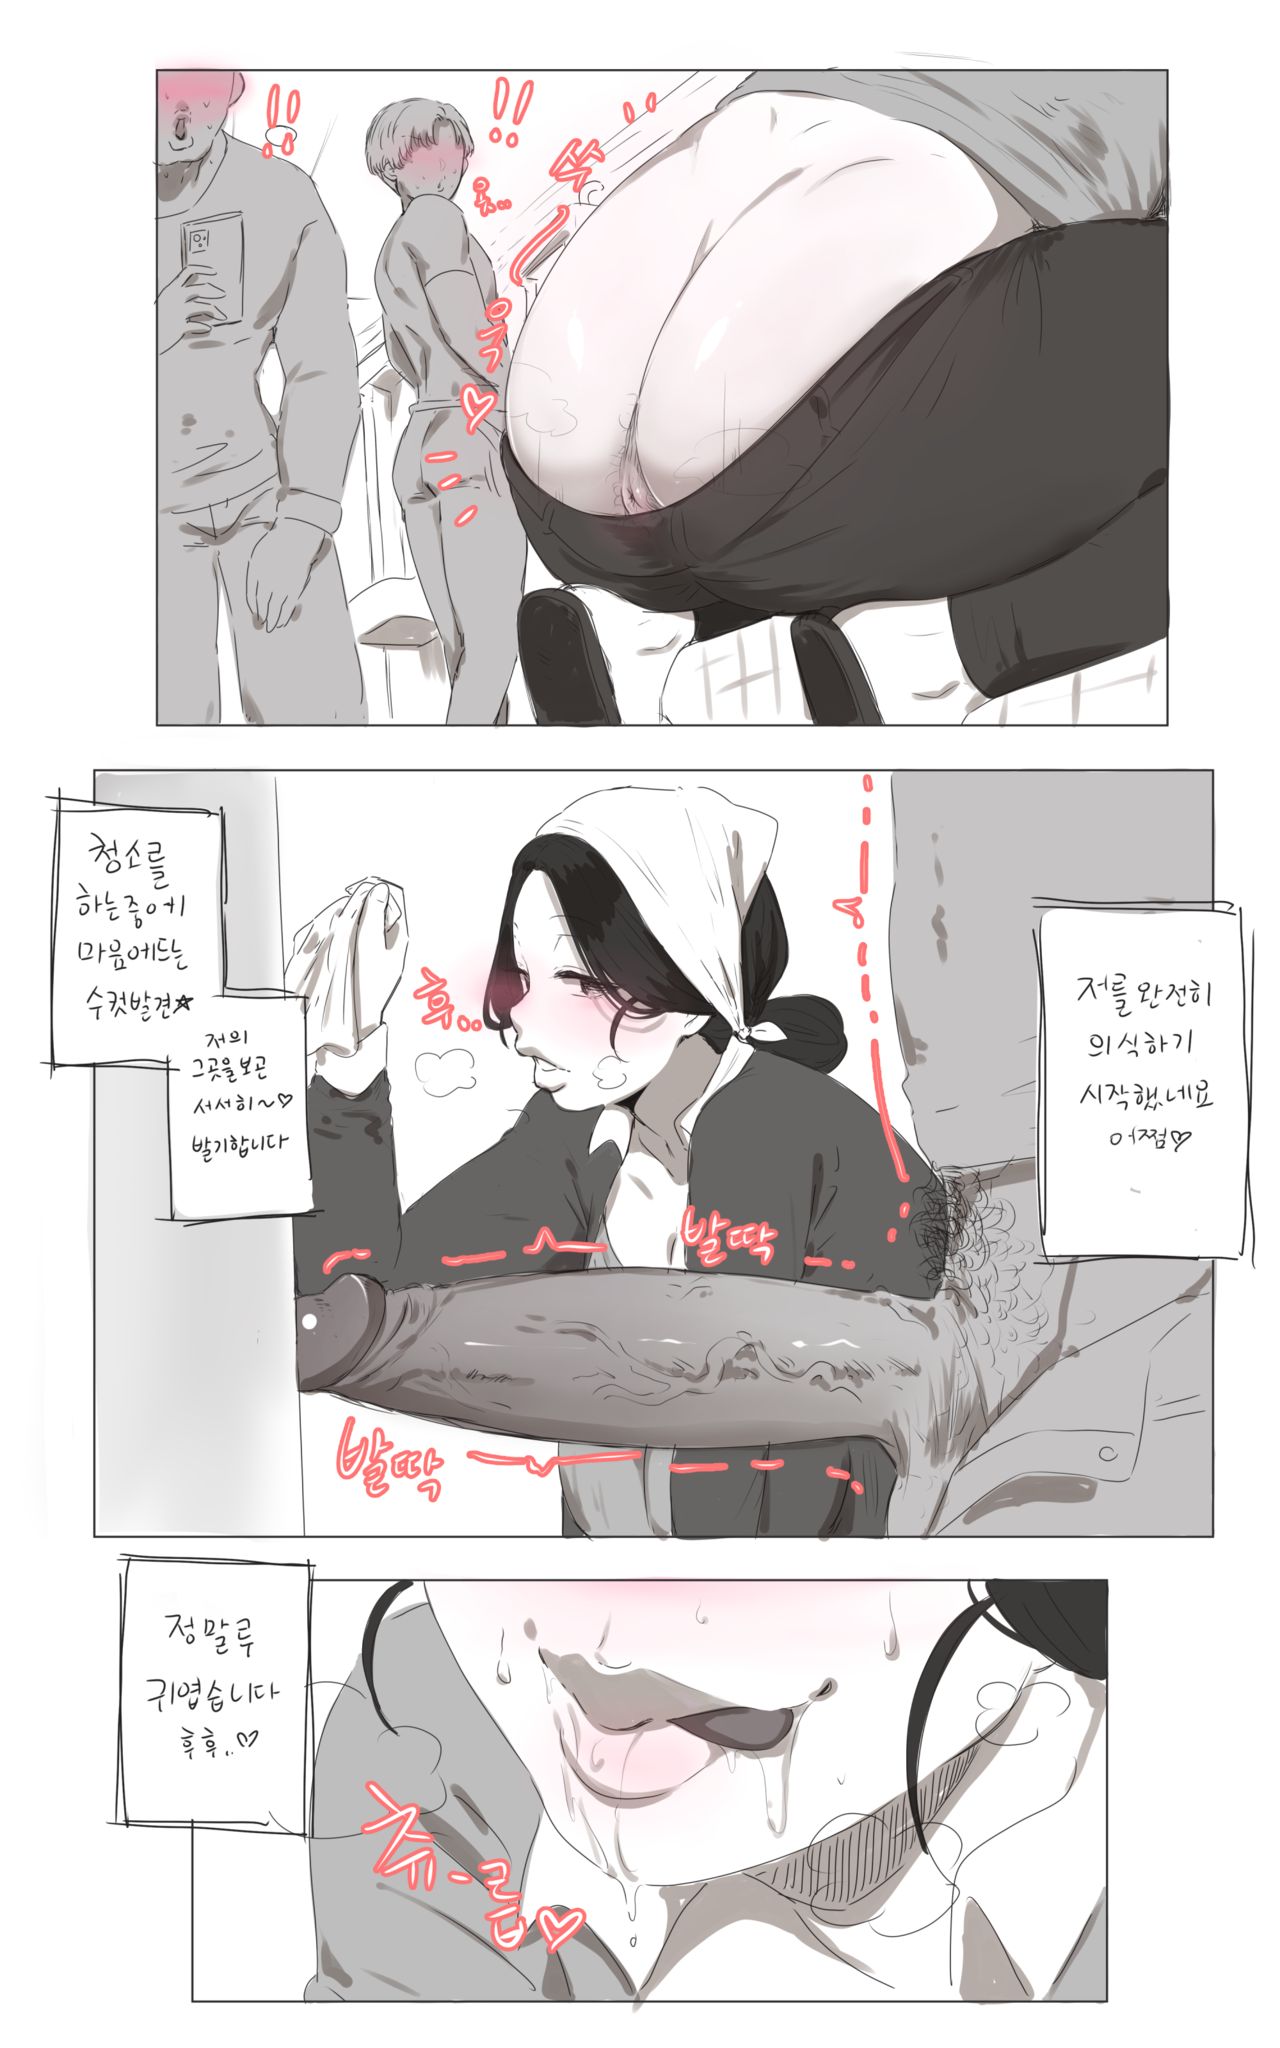 !!
!!
읏..
쑥
욱♡
청소를
하는중에
마음에드는
수컷발견★
저의
그곳을보곤
서서히~♡
발기합니다
후..
저를완전히
의식하기
시작했네요
어쩜♡
발딱
발딱
정말루
귀엽습니다
후후..♡
츄-릅♡